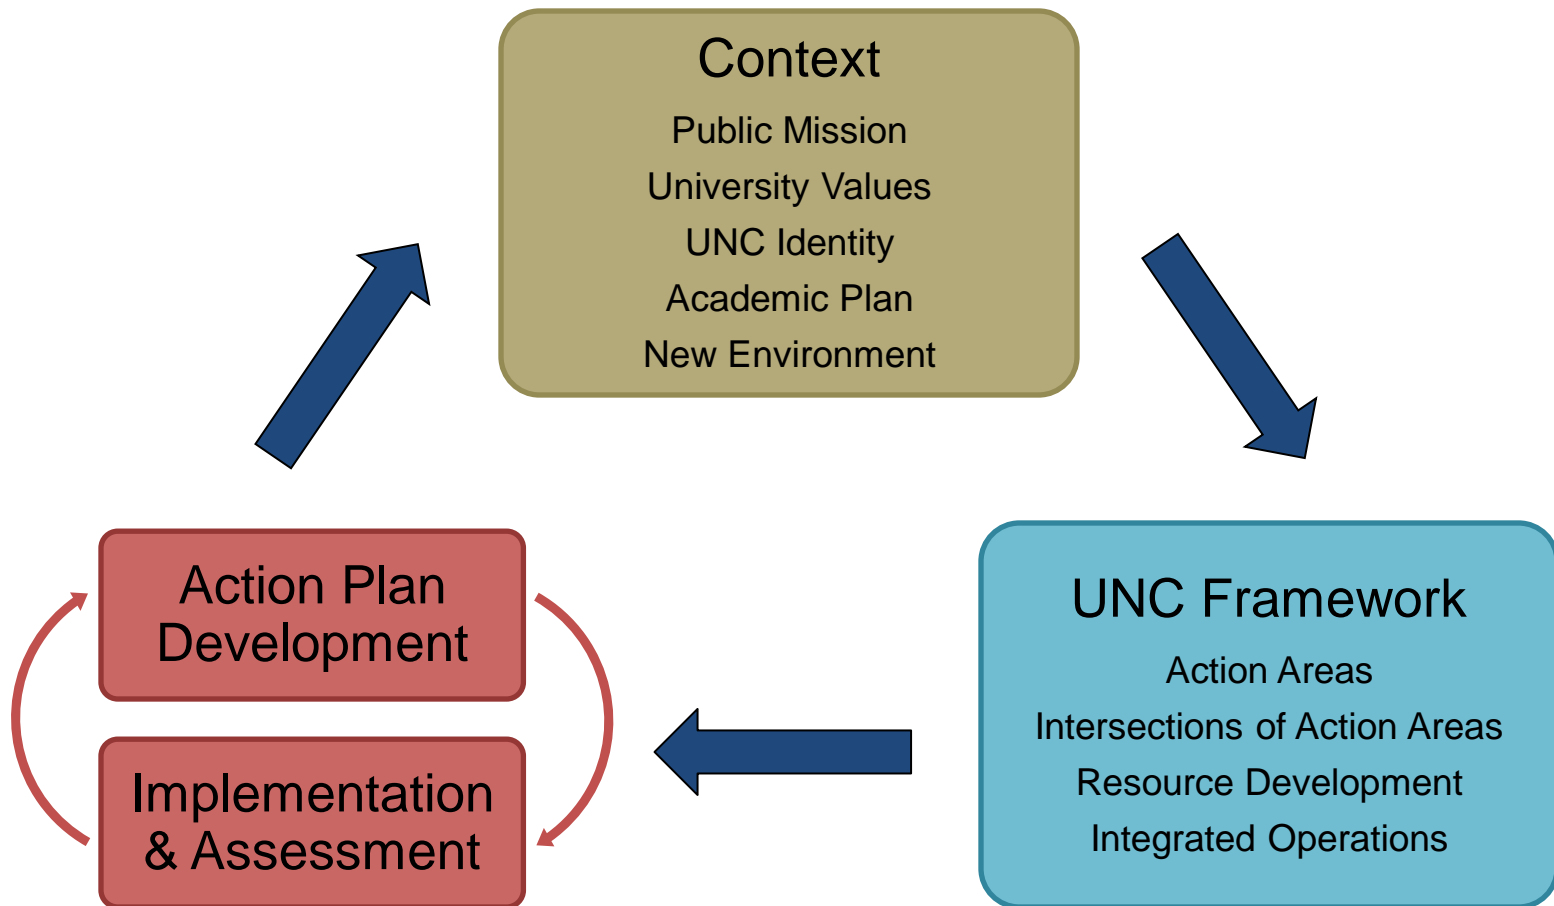 Context
Public Mission
University Values
UNC Identity
Academic Plan
New Environment
Action Plan
Development
Implementation
& Assessment
UNC Framework
Action Areas
Intersections of Action Areas
Resource Development
Integrated Operations